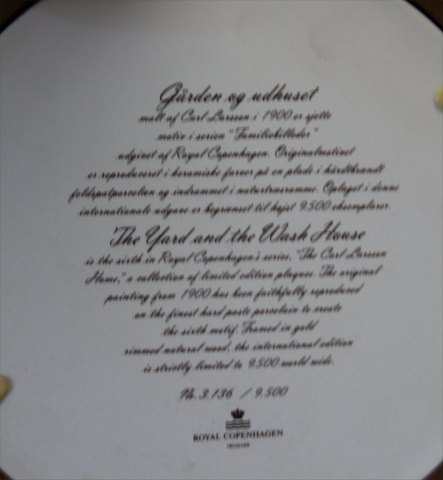 Gården og udhuset
malt af Carl Larsson i 1900 er sjette
motiv i serien "Familiebilleder"
udgivet af Royal Copenhagen. Originalmotivet
er reproduceret i keramiske farver på en plade i hårdtbrændt
feldspatporcelæn og indrammet i naturtræsramme. Oplaget i denne
internationale udgave er begrænset til højst 9.500 eksemplarer.
The Yard and the Wash House
is the sixth in Royal Copenhagen's series, "The Carl Larsson
Home," a collection of limited edition plaques. The original
painting from 1900 has been faithfully reproduced
on the finest hard paste porcelain to create
the sixth motif. Framed in gold
rimmed natural wood, the international edition
is strictly limited to 9.500 world wide.
No. 3.136 / 9.500
ROYAL COPENHAGEN
DENMARK